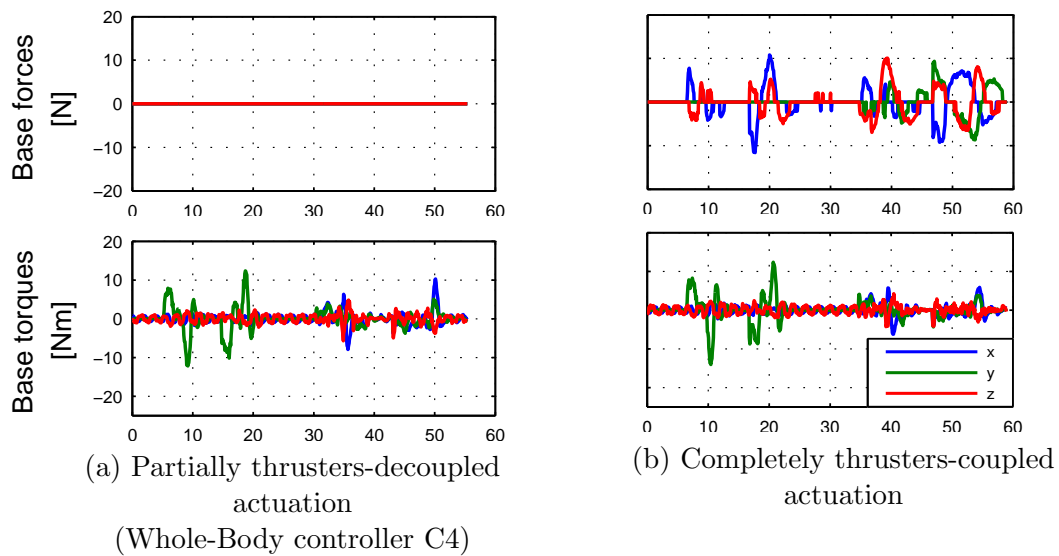 Base forces
[N]
20
10
0
−10
−20
0 10 20 30 40 50 60
0 10 20 30 40 50 60
Base torques
[Nm]
20
10
0
−10
−20
0 10 20 30 40 50 60
0 10 20 30 40 50 60
x
y
z
(a) Partially thrusters-decoupled
actuation
(Whole-Body controller C4)
(b) Completely thrusters-coupled
actuation